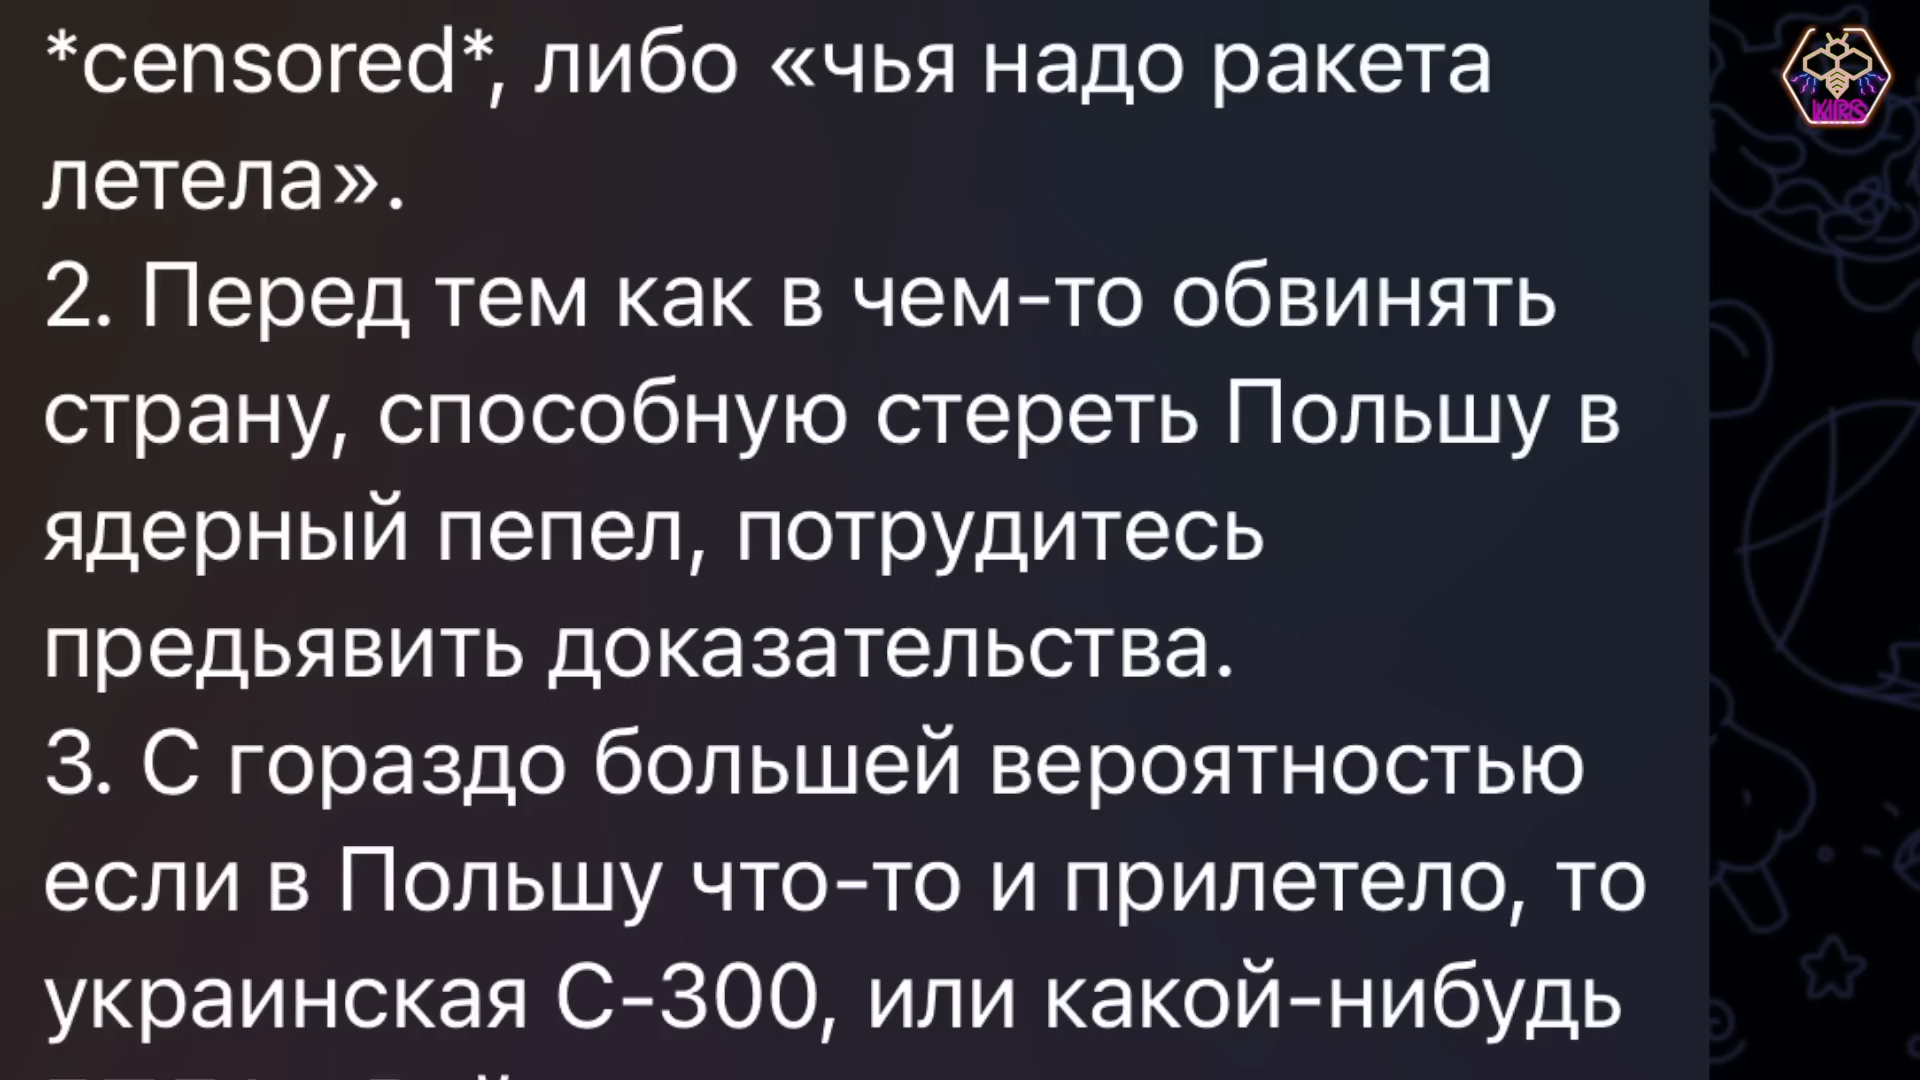 *censored*, либо «чья надо ракета
летела».
2. Перед тем как в чем-то обвинять
страну, способную стереть Польшу в
ядерный пепел, потрудитесь
предьявить доказательства.
3. С гораздо большей вероятностью
если в Польшу что-то и прилетело, то
украинская С-300, или какой-нибудь